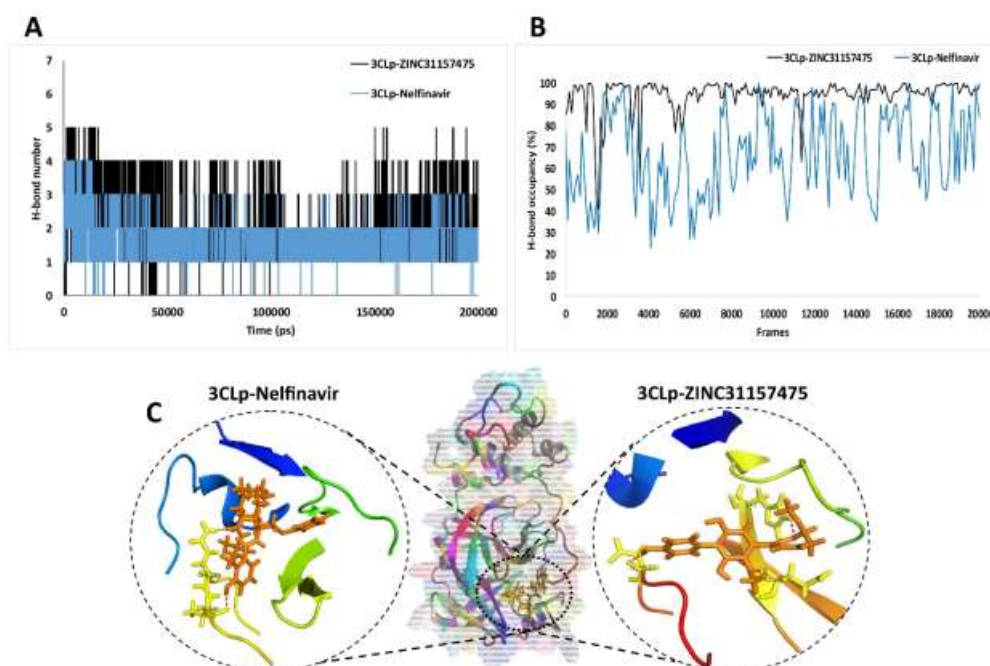 A
7
6
5
4
3
2
1
0
H-bond number
3CLp-ZINC31157475
3CLp-Nelfinavir
0
50000
100000
150000
200000
Time (ps)
B
3CLp-ZINC31157475
3CLp-Nelfinavir
100
90
80
70
60
50
40
30
20
10
0
H-bond occupancy (%)
0
2000
4000
6000
8000
10000
12000
14000
16000
18000
20000
Frames
C
3CLp-Nelfinavir
3CLp-ZINC31157475